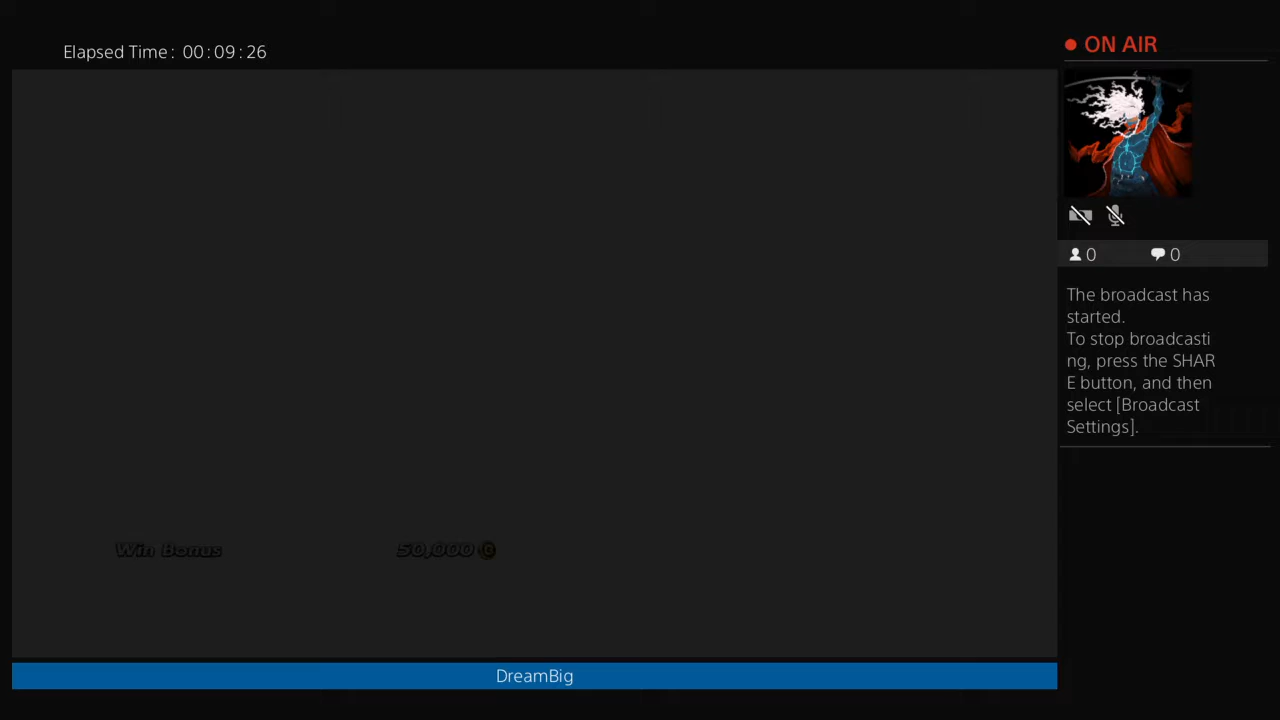 Elapsed Time: 00:09:26
ON AIR
0 0
The broadcast has
started.
To stop broadcasti
ng, press the SHAR
E button, and then
select [Broadcast
Settings].
Win Bonus 50,000
DreamBig